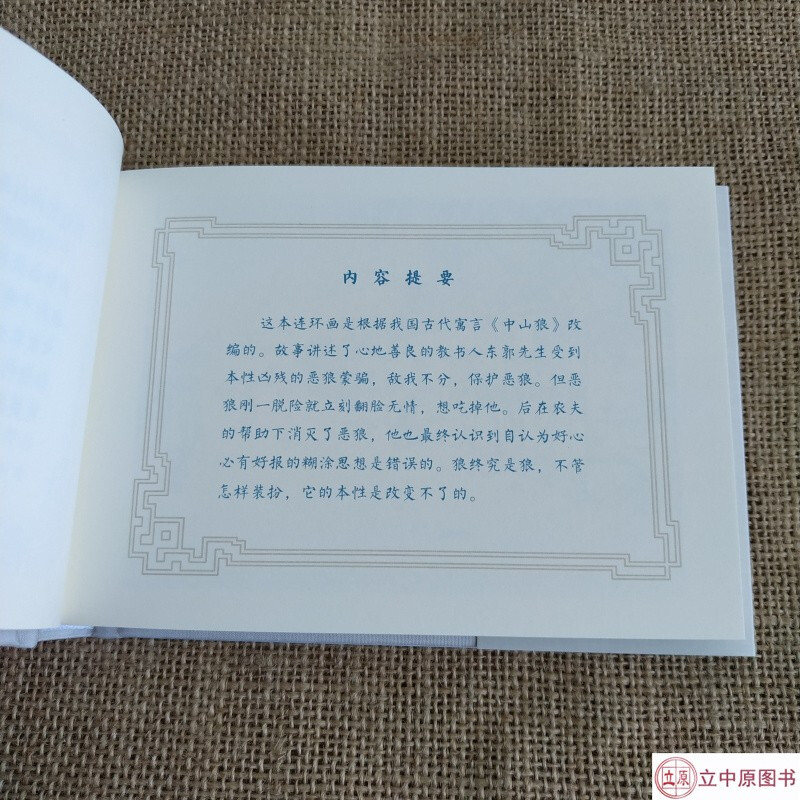 内容提要
这本连环画是根据我国古代寓言《中山狼》改
编的。故事讲述了心地善良的教书人东郭先生受到
本性凶残的恶狼蒙骗，敌我不分，保护恶狼。但恶
狼刚一脱险就立刻翻脸无情，想吃掉他。后在农夫
的帮助下消灭了恶狼，他也最终认识到自认为好心
必有好报的糊涂思想是错误的。狼终究是狼，不管
怎样装扮，它的本性是改变不了的。
立原 立中原图书